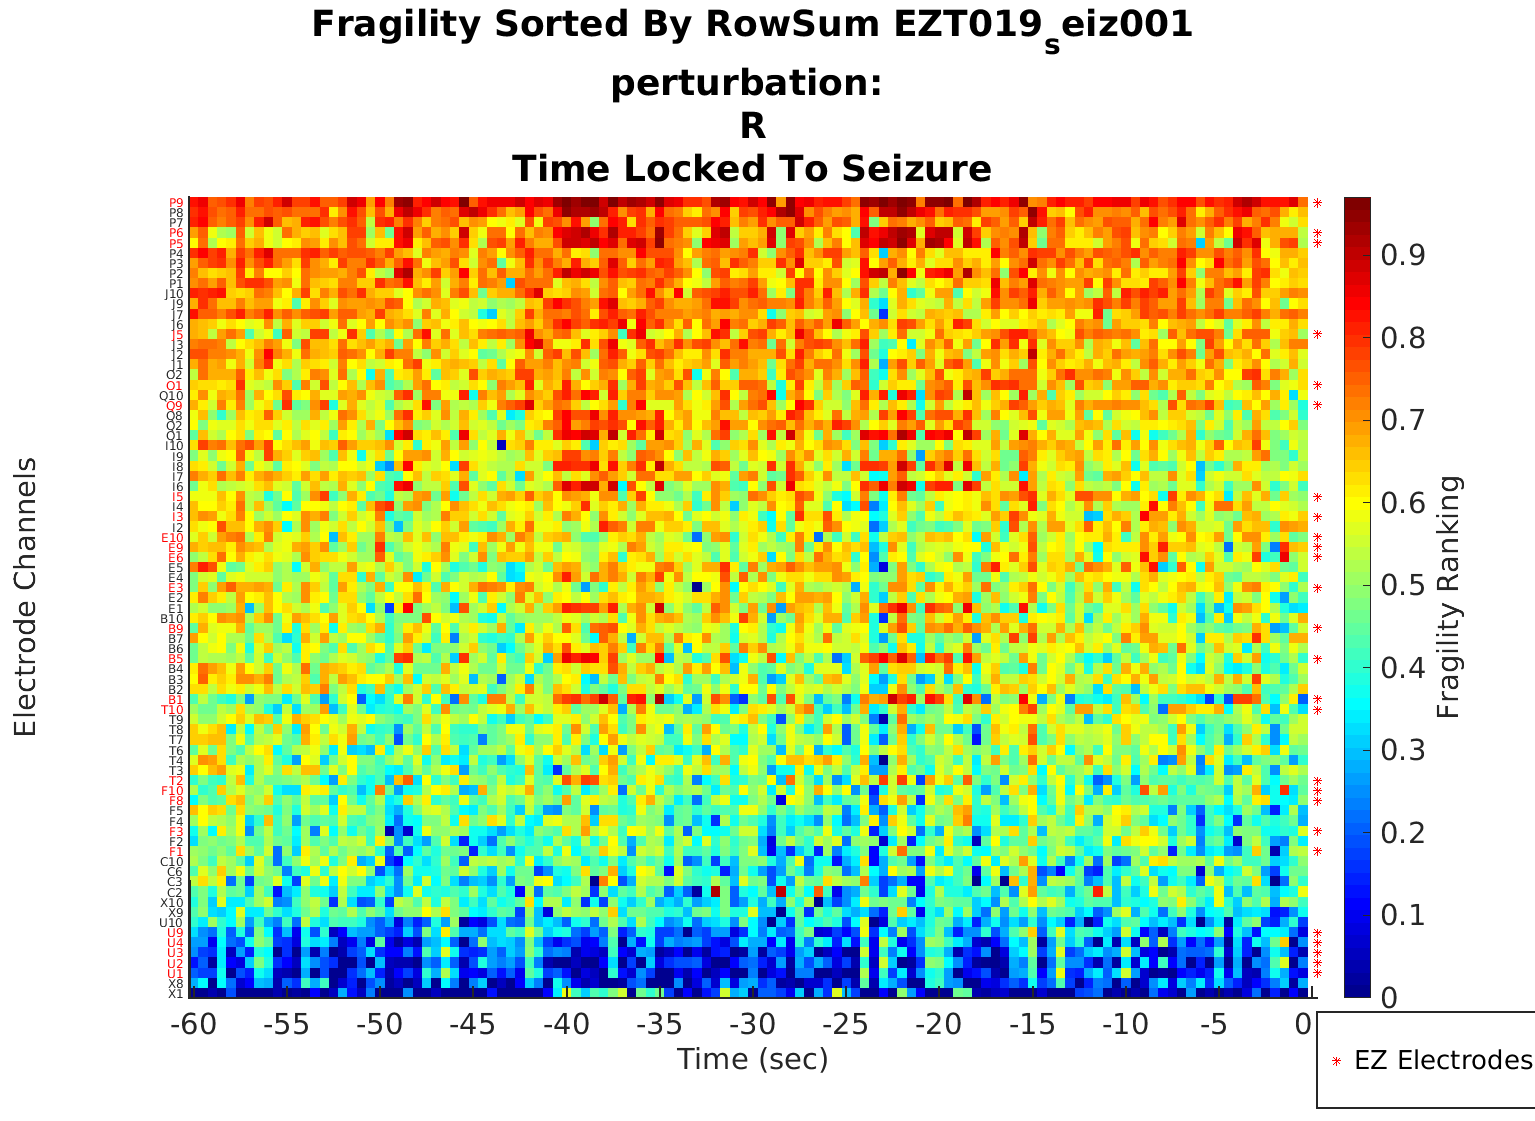 Fragility Sorted By RowSum EZT019seiz001
perturbation:
R
Time Locked To Seizure
Electrode Channels
P9
P8
P7
P6
P5
P4
P3
P2
P1
J10
J9
J7
J6
J5
J3
J2
J1
O2
O1
Q10
Q9
Q8
Q2
Q1
I10
I9
I8
I7
I6
I5
I4
I3
I2
E10
E9
E6
E5
E4
E3
E2
E1
B10
B9
B7
B6
B5
B4
B3
B2
B1
T10
T9
T8
T7
T6
T4
T3
T2
F10
F8
F5
F4
F3
F2
F1
C10
C6
C3
C2
X10
X9
U10
U9
U4
U3
U2
U1
X8
X1
-60 -55 -50 -45 -40 -35 -30 -25 -20 -15 -10 -5 0
Time (sec)
0.9
0.8
0.7
0.6
0.5
0.4
0.3
0.2
0.1
0
Fragility Ranking
EZ Electrodes